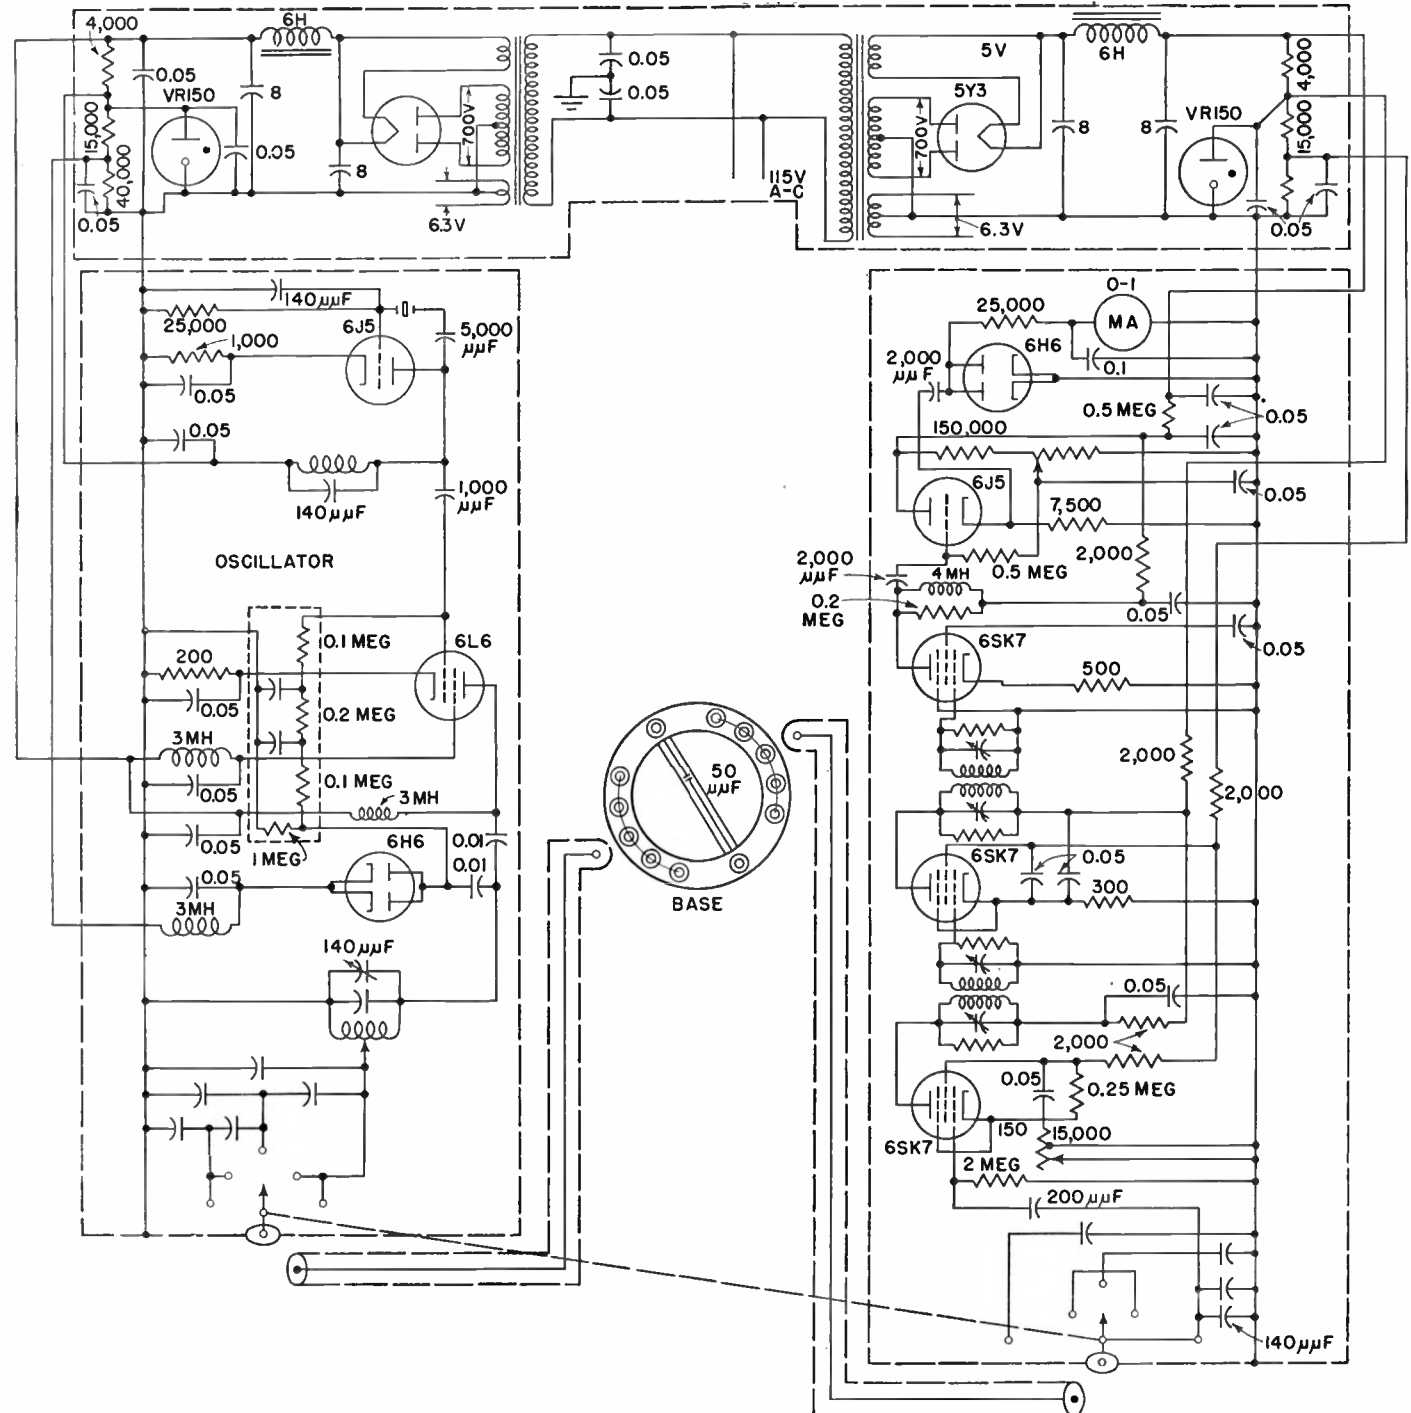 4,000
6H
0.05
VR150
8
15,000
40,000
0.05
0.05
8
700V
6.3V
0.05
0.05
115V
A-C
5V
5Y3
700V
6.3V
6H
8
8
VR150
4,000
15,000
0.05
140µµF
25,000
6J5
1,000
5,000
µµF
0.05
0.05
140µµF
1,000
µµF
OSCILLATOR
0.1 MEG
200
6L6
0.05
0.2 MEG
3MH
0.05
0.1 MEG
3MH
0.05
1 MEG
6H6
0.01
0.01
0.05
3MH
140µµF
50
µµF
BASE
0-1
MA
25,000
6H6
0.1
2,000
µµF
0.5 MEG
0.05
150,000
6J5
0.05
7,500
2,000
0.5 MEG
2,000
µµF
4MH
0.2
MEG
0.05
6SK7
0.05
500
2,000
2,000
6SK7
0.05
300
0.05
2,000
0.05
0.25 MEG
6SK7
150
15,000
2 MEG
200µµF
140µµF